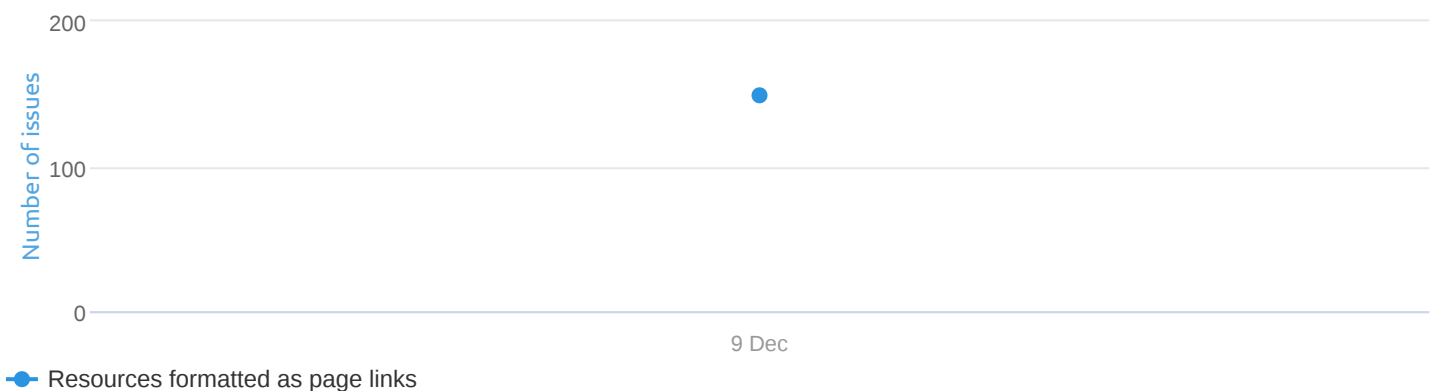 200
Number of issues
100
0
9 Dec
Resources formatted as page links